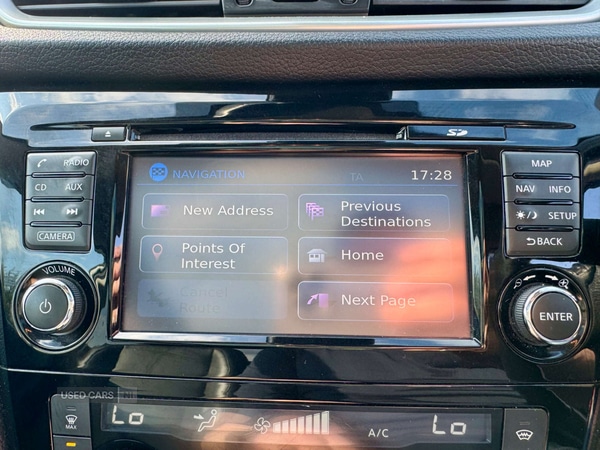 SD
RADIO
CD AUX
CAMERA
VOLUME
NAVIGATION TA 17:28
New Address
Previous Destinations
Points Of Interest
Home
Cancel Route
Next Page
MAP
NAV INFO
SETUP
BACK
ENTER
USED CARS NI
MAX
Lo
A/C
Lo